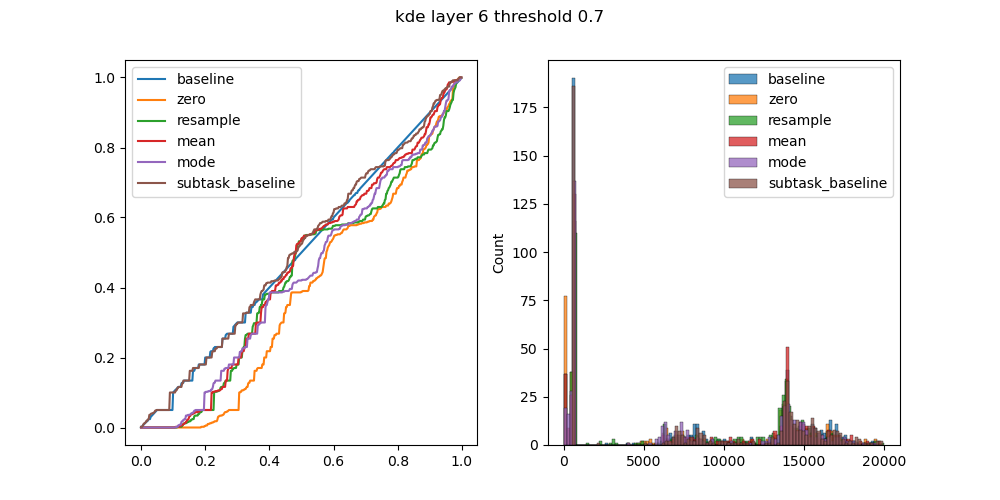 kde layer 6 threshold 0.7
baseline
zero
resample
mean
mode
subtask_baseline
1.0
0.8
0.6
0.4
0.2
0.0
0.0 0.2 0.4 0.6 0.8 1.0
baseline
zero
resample
mean
mode
subtask_baseline
Count
175
150
125
100
75
50
25
0
0 5000 10000 15000 20000